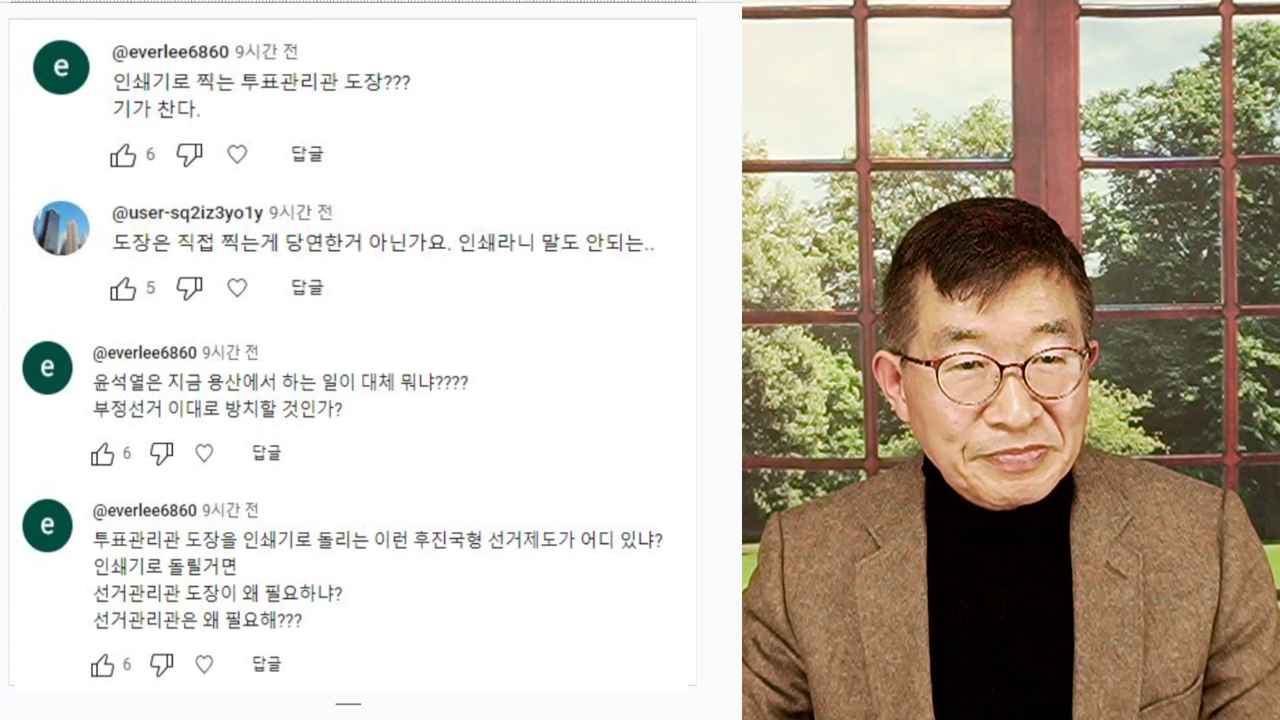 e
@everlee6860 9시간 전
인쇄기로 찍는 투표관리관 도장???
기가 찬다.
6 답글
@user-sq2iz3yo1y 9시간 전
도장은 직접 찍는게 당연한거 아닌가요. 인쇄라니 말도 안되는..
5 답글
e
@everlee6860 9시간 전
윤석열은 지금 용산에서 하는 일이 대체 뭐냐????
부정선거 이대로 방치할 것인가?
6 답글
e
@everlee6860 9시간 전
투표관리관 도장을 인쇄기로 돌리는 이런 후진국형 선거제도가 어디 있냐?
인쇄기로 돌릴거면
선거관리관 도장이 왜 필요하냐?
선거관리관은 왜 필요해???
6 답글